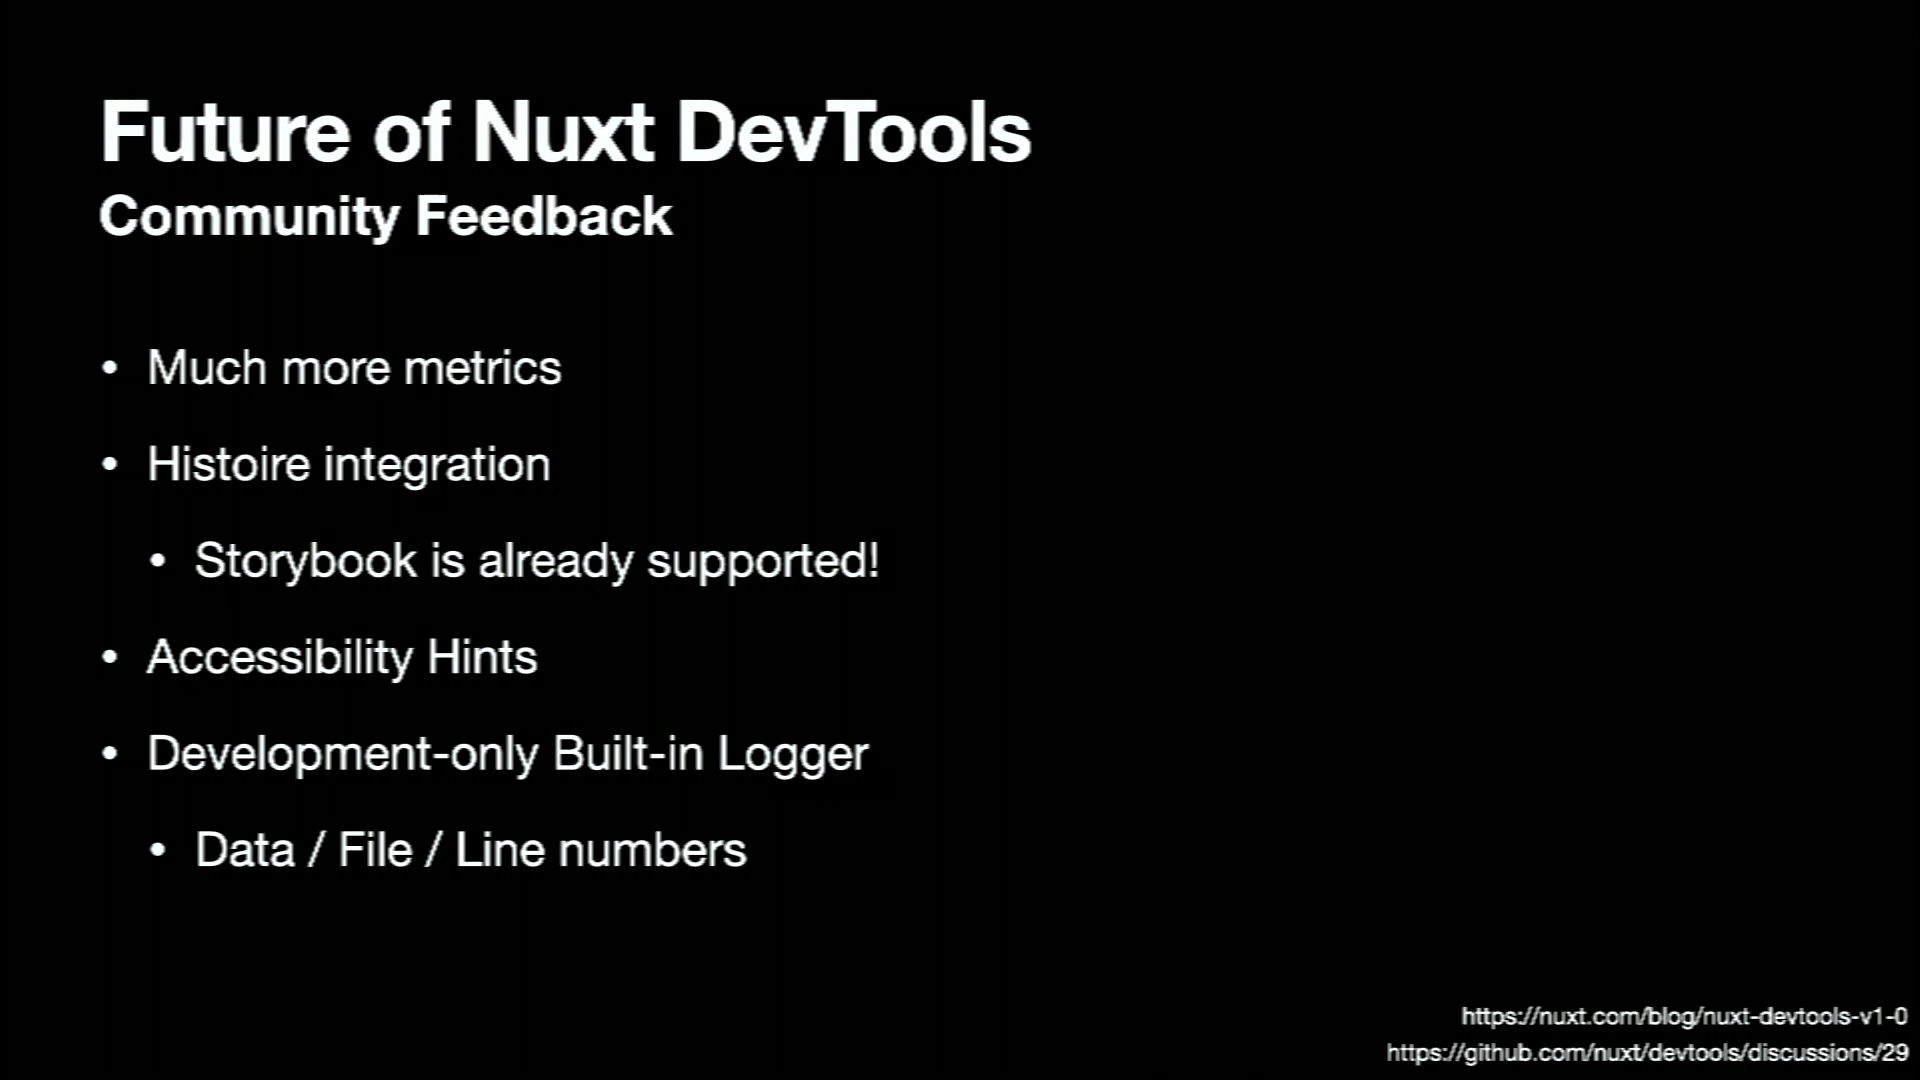 Future of Nuxt DevTools
Community Feedback
• Much more metrics
• Histoire integration
• Storybook is already supported!
• Accessibility Hints
• Development-only Built-in Logger
• Data / File / Line numbers
https://nuxt.com/blog/nuxt-devtools-v1-0
https://github.com/nuxt/devtools/discussions/29